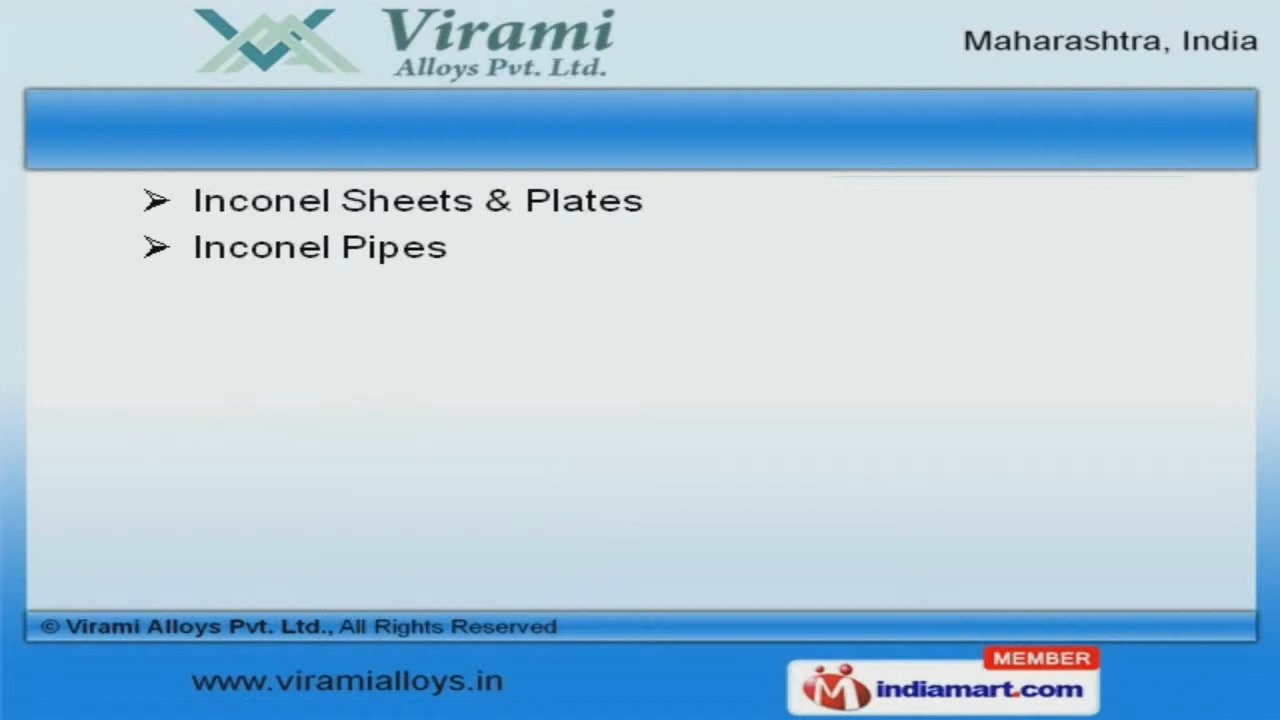 Virami
Alloys Pvt. Ltd.
Maharashtra, India
➢ Inconel Sheets & Plates
➢ Inconel Pipes
© Virami Alloys Pvt. Ltd., All Rights Reserved
www.viramialloys.in
MEMBER
indiamart.com